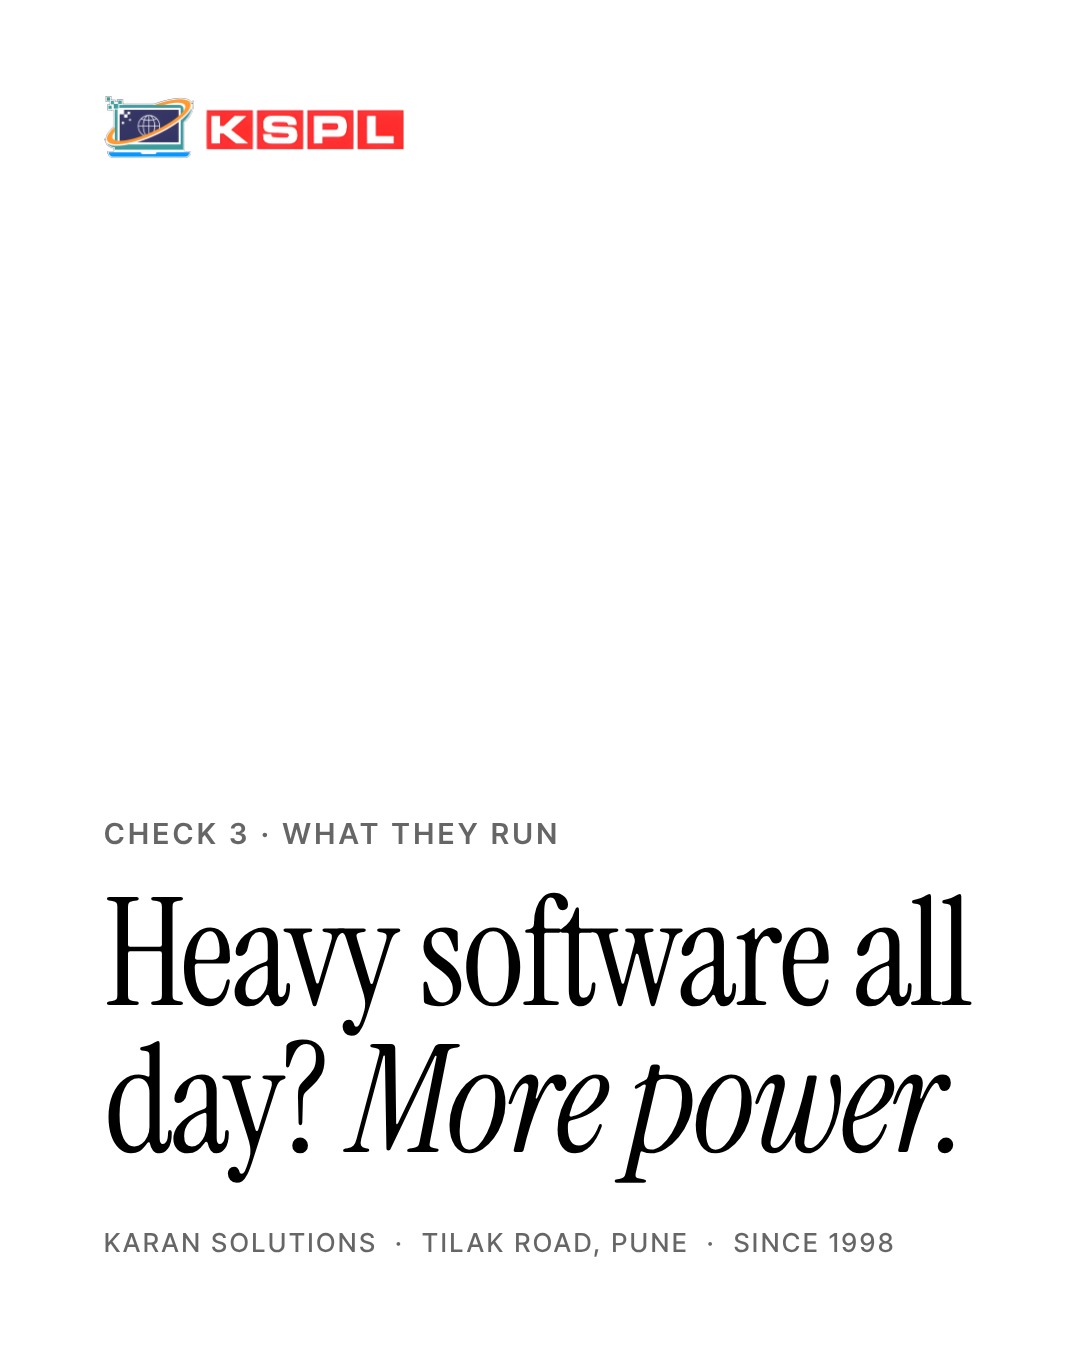 KSPL
CHECK 3 · WHAT THEY RUN
Heavy software all
day? More power.
KARAN SOLUTIONS · TILAK ROAD, PUNE · SINCE 1998